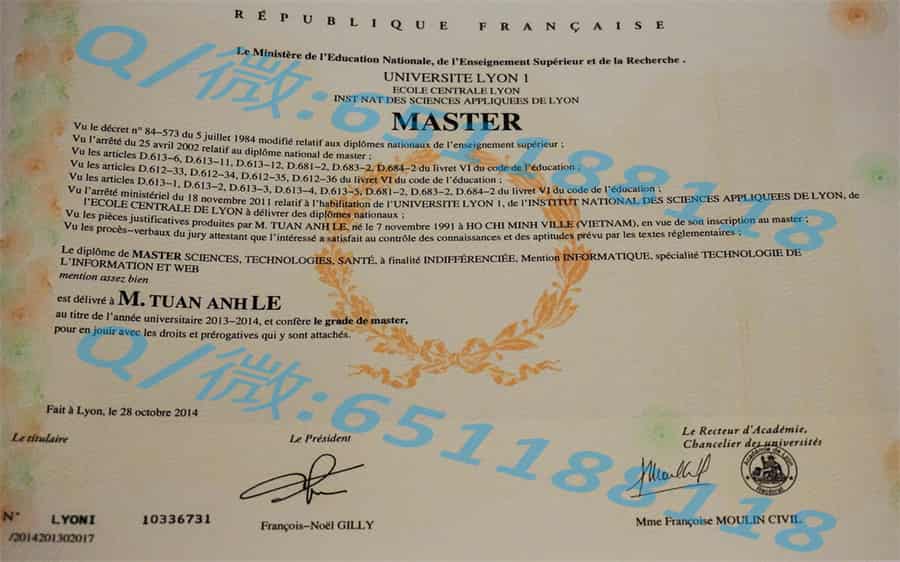 RÉPUBLIQUE FRANÇAISE
Le Ministère de l'Education Nationale, de l'Enseignement Supérieur et de la Recherche .
UNIVERSITE LYON 1
ECOLE CENTRALE LYON
INST NAT DES SCIENCES APPLIQUEES DE LYON
MASTER
Vu le décret n° 84-573 du 5 juillet 1984 modifié relatif aux diplômes nationaux de l'enseignement supérieur ;
Vu l'arrêté du 25 avril 2002 relatif au diplôme national de master ;
Vu les articles D.613-6, D.613-11, D.613-12, D.681-2, D.683-2, D.684-2 du livret VI du code de l'éducation ;
Vu les articles D.612-33, D.612-34, D.612-35, D.612-36 du livret VI du code de l'éducation ;
Vu les articles D.613-1, D.613-2, D.613-3, D.613-4, D.613-5, D.681-2, D.683-2, D.684-2 du livret VI du code de l'éducation ;
Vu l'arrêté ministériel du 18 novembre 2011 relatif à l'habilitation de l'UNIVERSITE LYON 1, de l'INSTITUT NATIONAL DES SCIENCES APPLIQUEES DE LYON, de
l'ECOLE CENTRALE DE LYON à délivrer des diplômes nationaux ;
Vu les pièces justificatives produites par M. TUAN ANH LE, né le 7 novembre 1991 à HO CHI MINH VILLE (VIETNAM), en vue de son inscription au master ;
Vu les procès-verbaux du jury attestant que l'intéressé a satisfait au contrôle des connaissances et des aptitudes prévu par les textes réglementaires ;
Le diplôme de MASTER SCIENCES, TECHNOLOGIES, SANTÉ, à finalité INDIFFÉRENCIÉE, Mention INFORMATIQUE, spécialité TECHNOLOGIE DE
L'INFORMATION ET WEB
mention assez bien
est délivré à M. TUAN ANH LE
au titre de l'année universitaire 2013-2014, et confère le grade de master,
pour en jouir avec les droits et prérogatives qui y sont attachés.
Fait à Lyon, le 28 octobre 2014
Le titulaire
Le Président
Le Recteur d'Académie,
Chancelier des universités
François-Noël GILLY
Mme Françoise MOULIN CIVIL
N° LYONI 10336731
/2014201302017
Q/微:651188118
Q/微:651188118